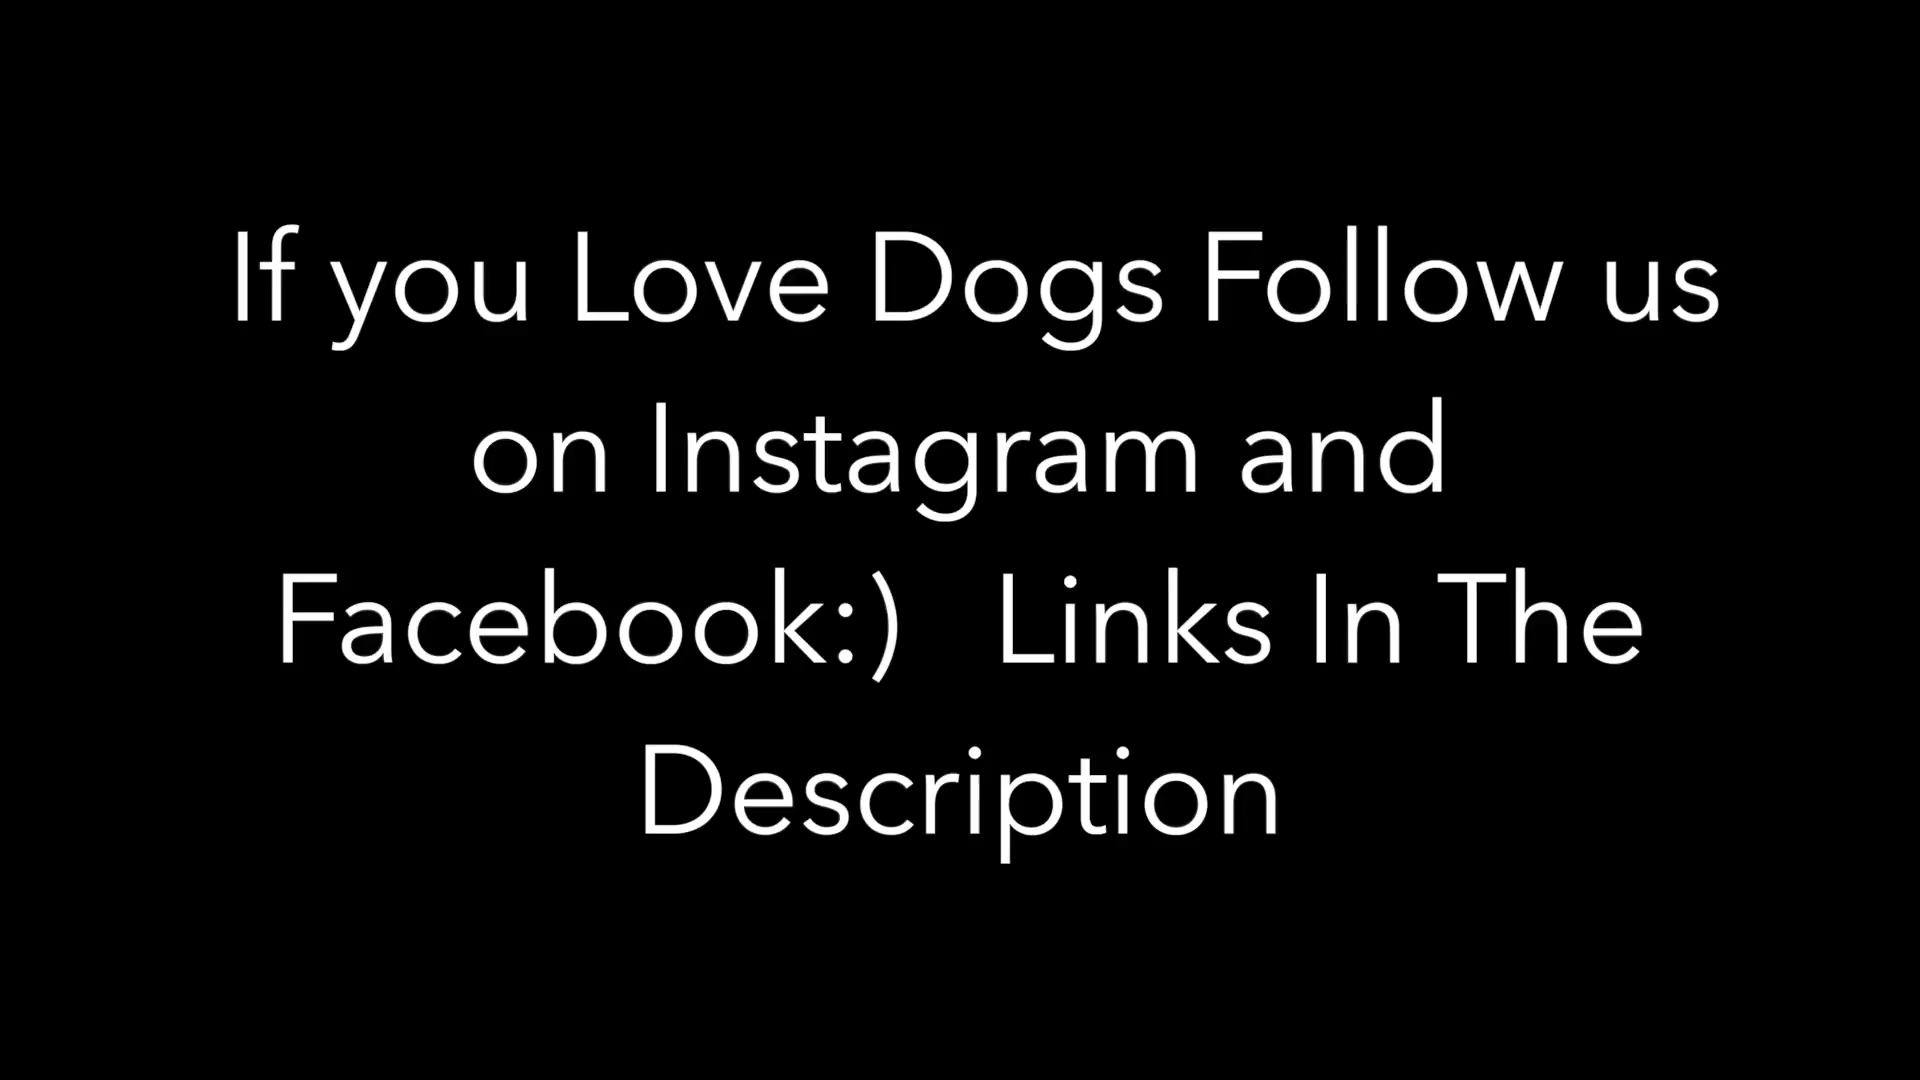 If you Love Dogs Follow us
on Instagram and
Facebook:)  Links In The
Description